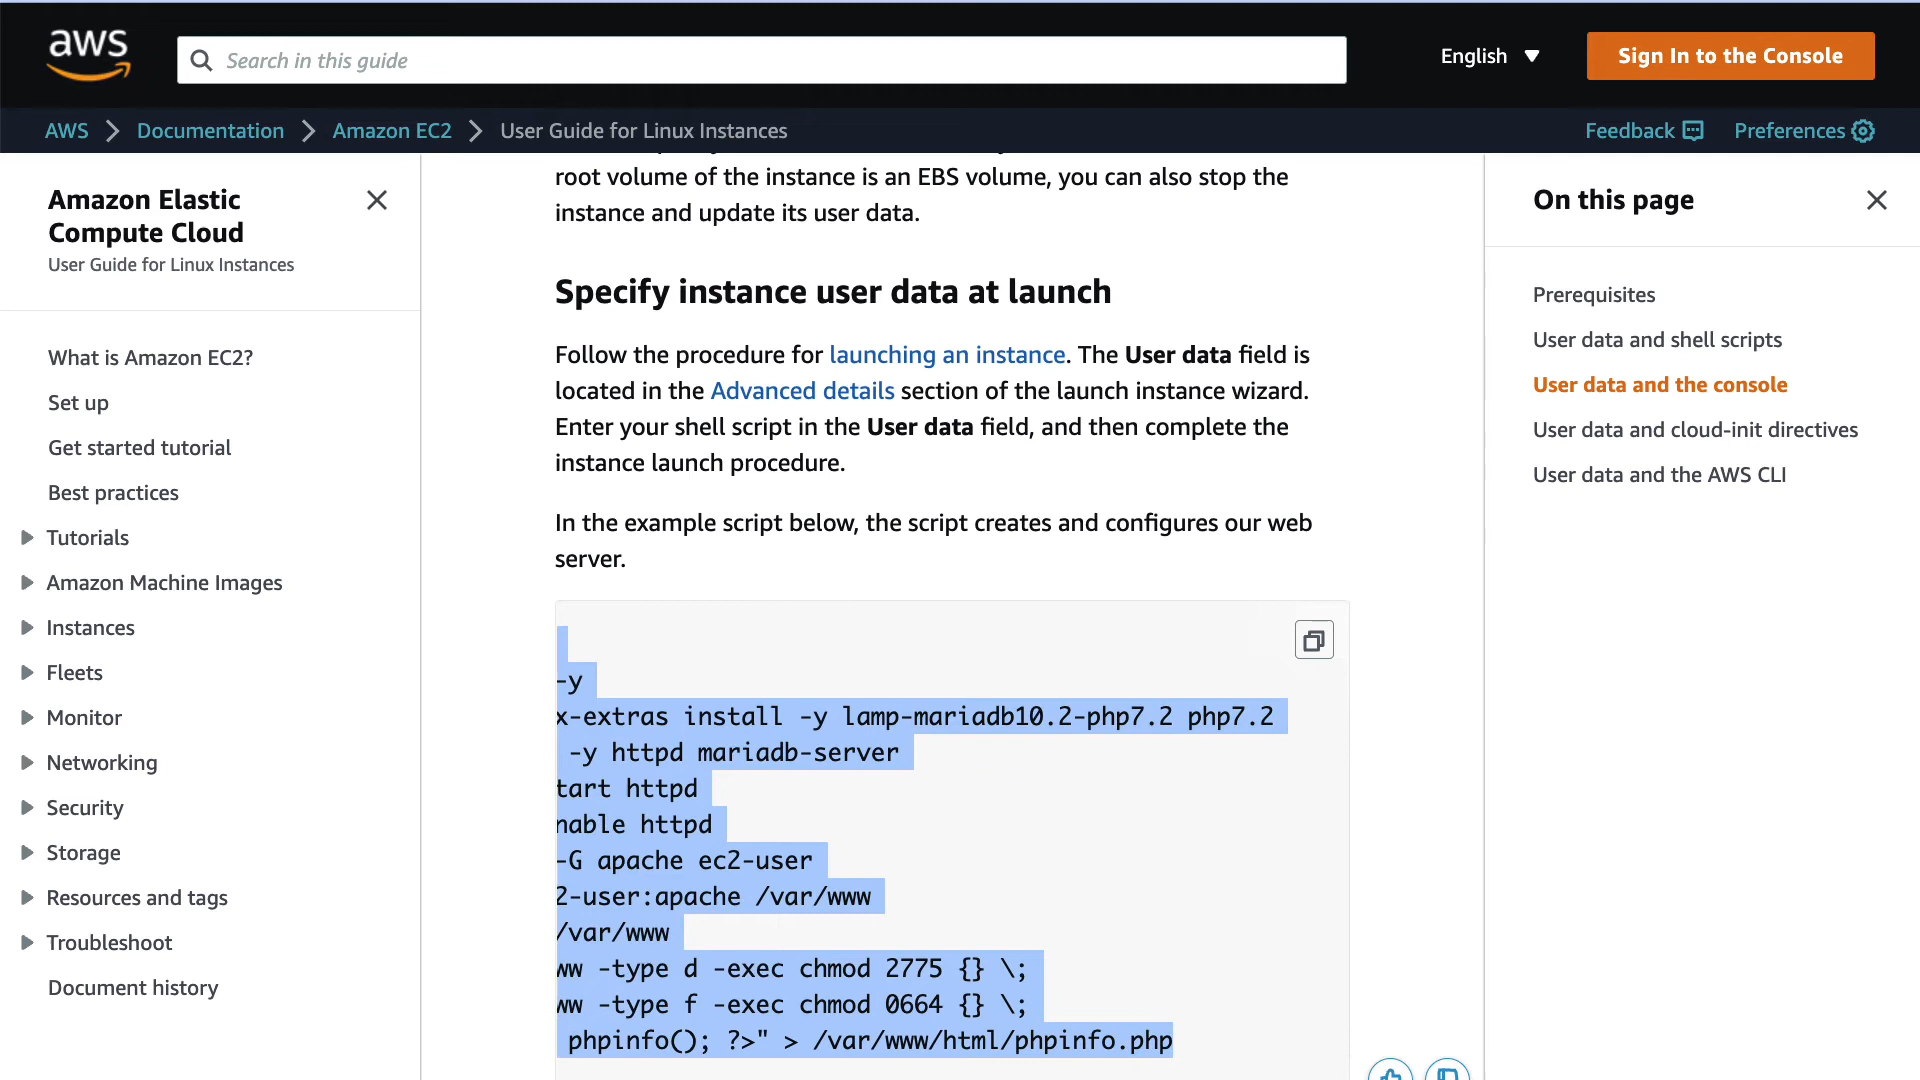 aws
Search in this guide
English
Sign In to the Console
AWS
Documentation
Amazon EC2
User Guide for Linux Instances
Feedback
Preferences
Amazon Elastic
Compute Cloud
User Guide for Linux Instances
What is Amazon EC2?
Set up
Get started tutorial
Best practices
Tutorials
Amazon Machine Images
Instances
Fleets
Monitor
Networking
Security
Storage
Resources and tags
Troubleshoot
Document history
root volume of the instance is an EBS volume, you can also stop the
instance and update its user data.
Specify instance user data at launch
Follow the procedure for launching an instance. The User data field is
located in the Advanced details section of the launch instance wizard.
Enter your shell script in the User data field, and then complete the
instance launch procedure.
In the example script below, the script creates and configures our web
server.
-y
x-extras install -y lamp-mariadb10.2-php7.2 php7.2
-y httpd mariadb-server
tart httpd
nable httpd
-G apache ec2-user
2-user:apache /var/www
/var/www
ww -type d -exec chmod 2775 {} \;
ww -type f -exec chmod 0664 {} \;
phpinfo(); ?>" > /var/www/html/phpinfo.php
On this page
Prerequisites
User data and shell scripts
User data and the console
User data and cloud-init directives
User data and the AWS CLI